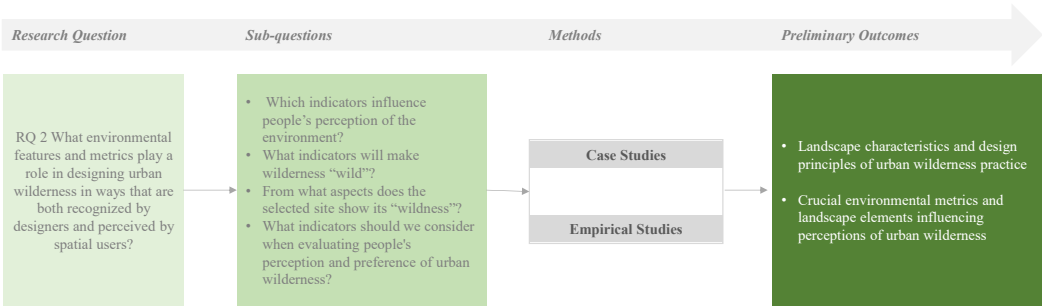 Research Question
Sub-questions
Methods
Preliminary Outcomes
RQ 2 What environmental
features and metrics play a
role in designing urban
wilderness in ways that are
both recognized by
designers and perceived by
spatial users?
• Which indicators influence
people’s perception of the
environment?
• What indicators will make
wilderness “wild”?
• From what aspects does the
selected site show its “wildness”?
• What indicators should we consider
when evaluating people's
perception and preference of urban
wilderness?
Case Studies
Empirical Studies
• Landscape characteristics and design
principles of urban wilderness practice
• Crucial environmental metrics and
landscape elements influencing
perceptions of urban wilderness